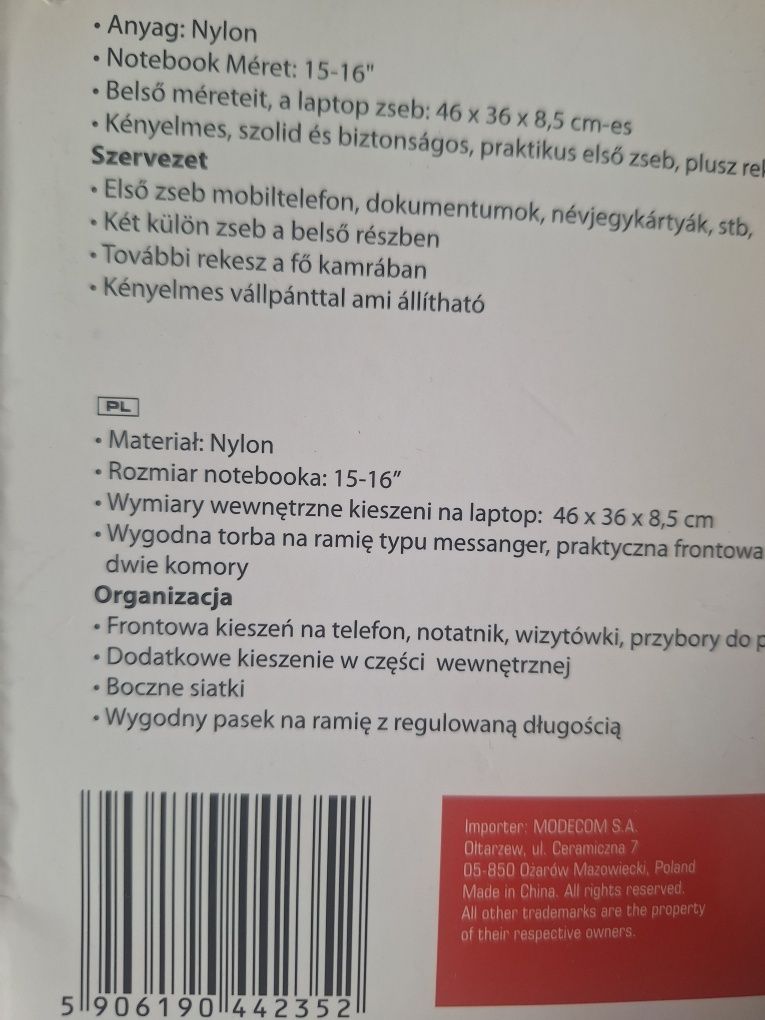 • Anyag: Nylon
• Notebook Méret: 15-16"
• Belső méreteit, a laptop zseb: 46 x 36 x 8,5 cm-es
• Kényelmes, szolid és biztonságos, praktikus első zseb, plusz rel
Szervezet
• Első zseb mobiltelefon, dokumentumok, névjegykártyák, stb,
• Két külön zseb a belső részben
• További rekesz a fő kamrában
• Kényelmes vállpánttal ami állítható
PL
• Materiał: Nylon
• Rozmiar notebooka: 15-16”
• Wymiary wewnętrzne kieszeni na laptop: 46 x 36 x 8,5 cm
• Wygodna torba na ramię typu messanger, praktyczna frontowa
dwie komory
Organizacja
• Frontowa kieszeń na telefon, notatnik, wizytówki, przybory do p
• Dodatkowe kieszenie w części wewnętrznej
• Boczne siatki
• Wygodny pasek na ramię z regulowaną długością
Importer: MODECOM S.A.
Ołtarzew, ul. Ceramiczna 7
05-850 Ożarów Mazowiecki, Poland
Made in China. All rights reserved.
All other trademarks are the property
of their respective owners.
5 906190 442352